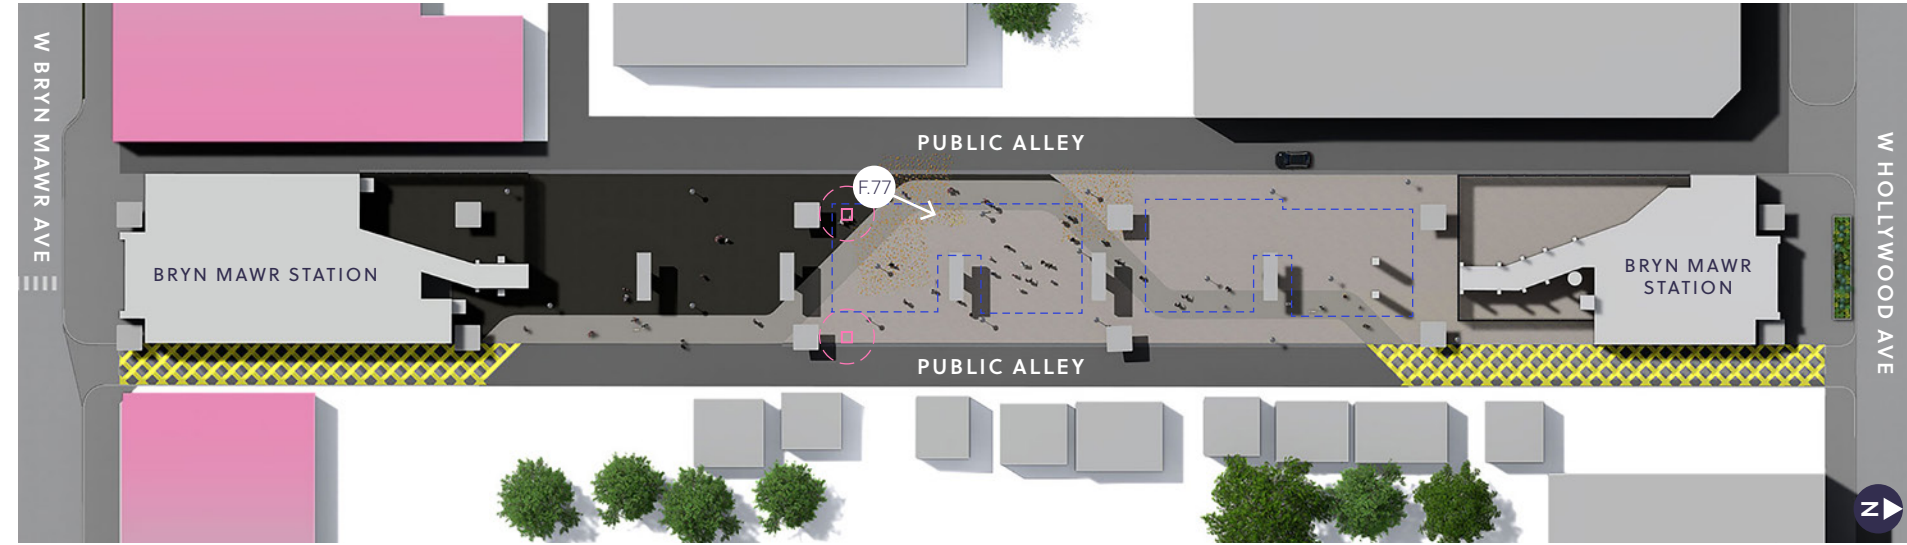 W BRYN MAWR AVE
PUBLIC ALLEY
F.77
BRYN MAWR STATION
BRYN MAWR
STATION
PUBLIC ALLEY
W HOLLYWOOD AVE
N